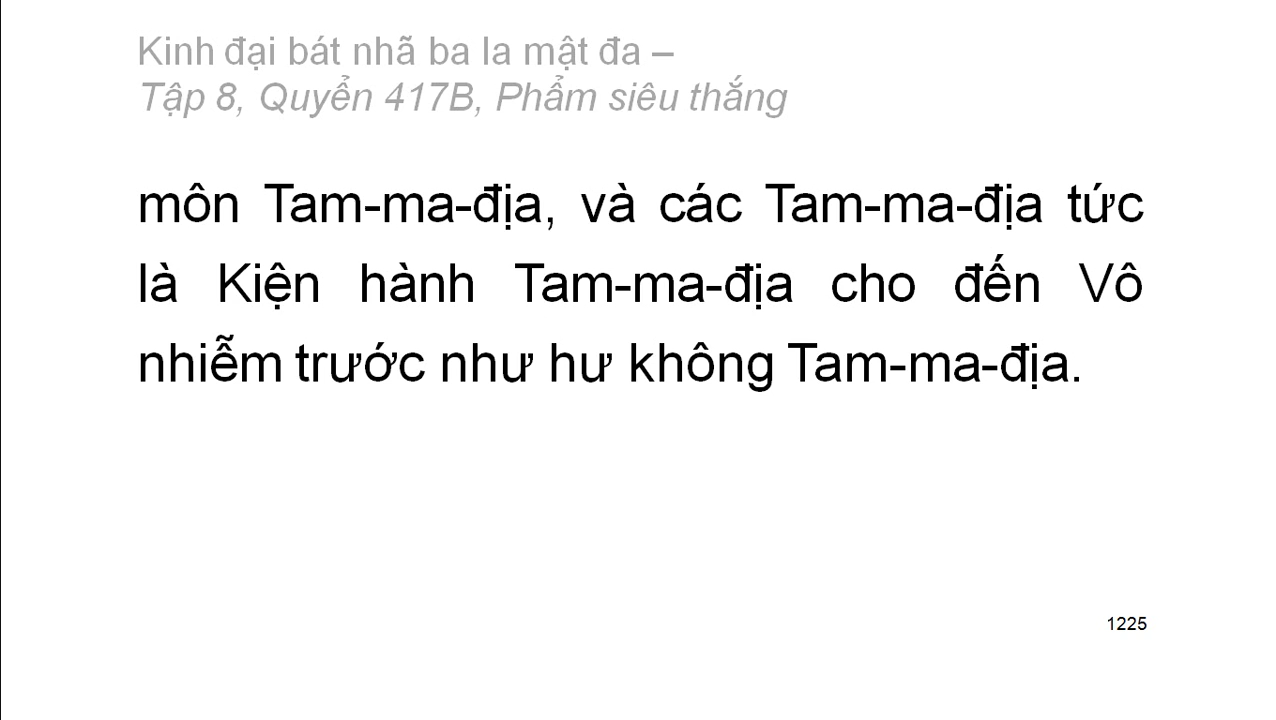 Kinh đại bát nhã ba la mật đa –
Tập 8, Quyển 417B, Phẩm siêu thắng
môn Tam-ma-địa, và các Tam-ma-địa tức
là Kiện hành Tam-ma-địa cho đến Vô
nhiễm trước như hư không Tam-ma-địa.
1225